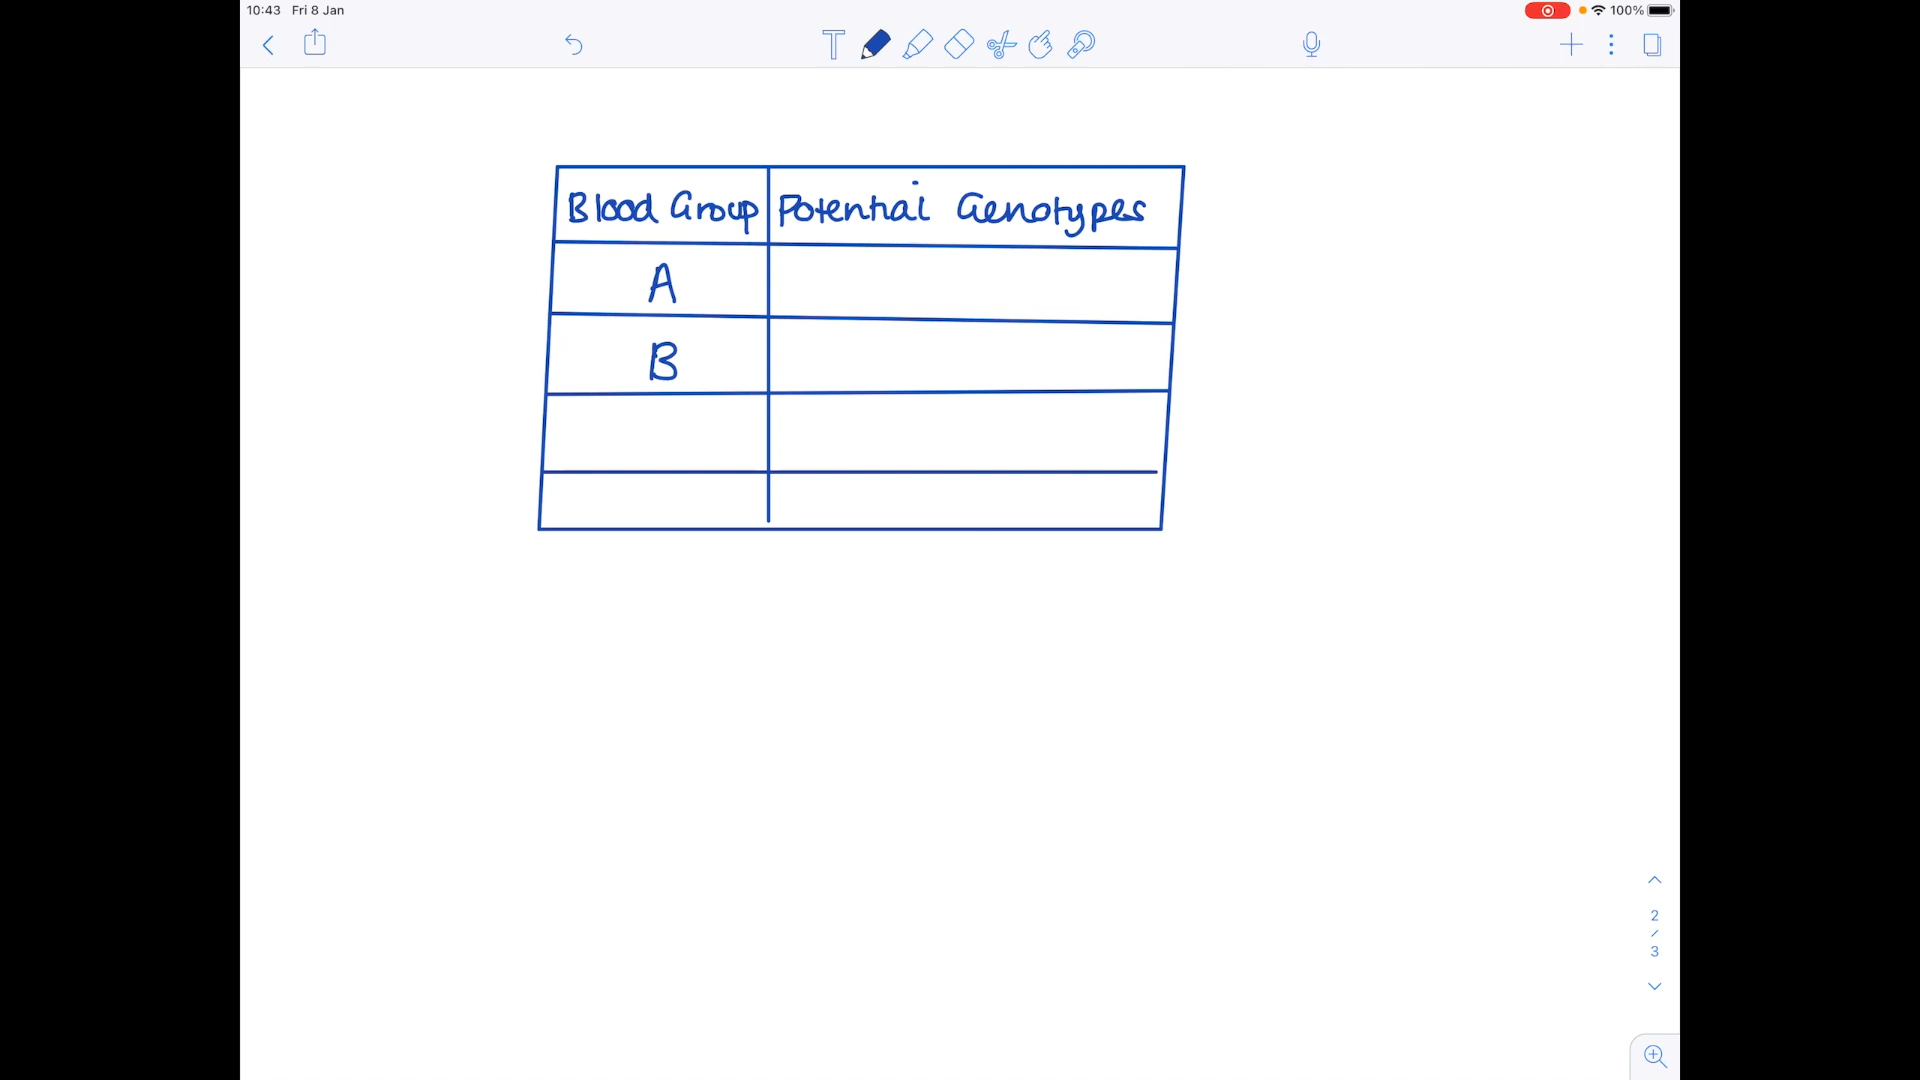 10:43 Fri 8 Jan
100%
T
Blood Group Potential Genotypes
A
B
2
/
3